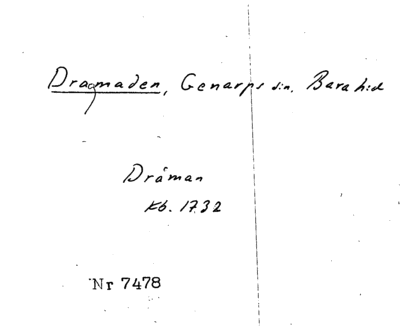 Dragmaden, Genarps sn. Bara hd
Dråman
Kb. 1732
Nr 7478